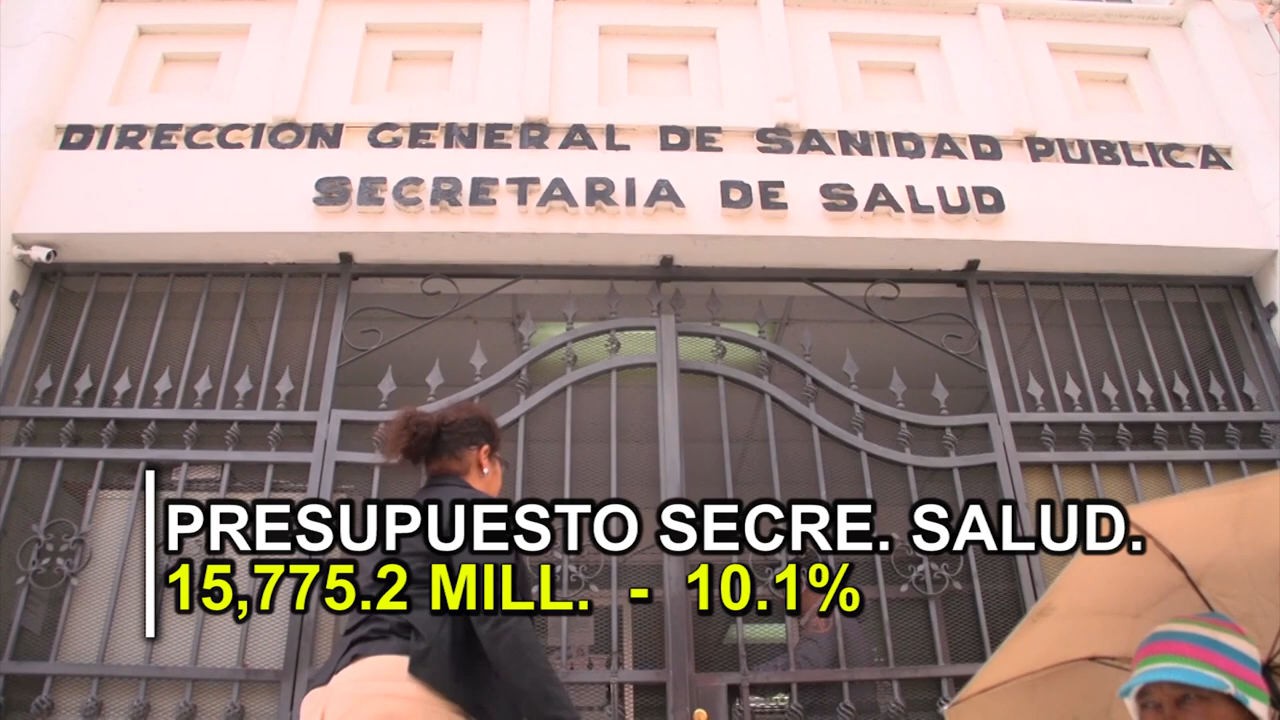 DIRECCION GENERAL DE SANIDAD PUBLICA
SECRETARIA DE SALUD
PRESUPUESTO SECRE. SALUD.
15,775.2 MILL. - 10.1%